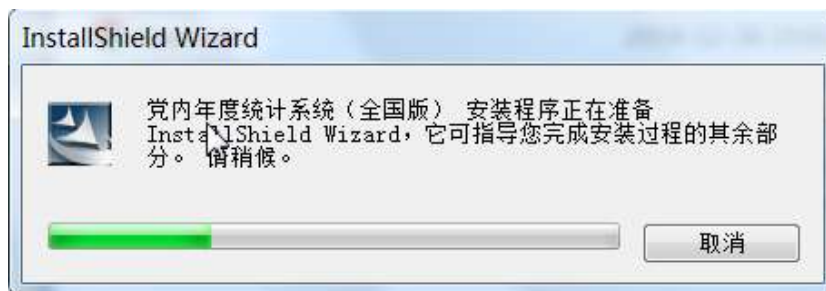 InstallShield Wizard
党内年度统计系统（全国版） 安装程序正在准备
InstallShield Wizard，它可指导您完成安装过程的其余部
分。 请稍候。
取消